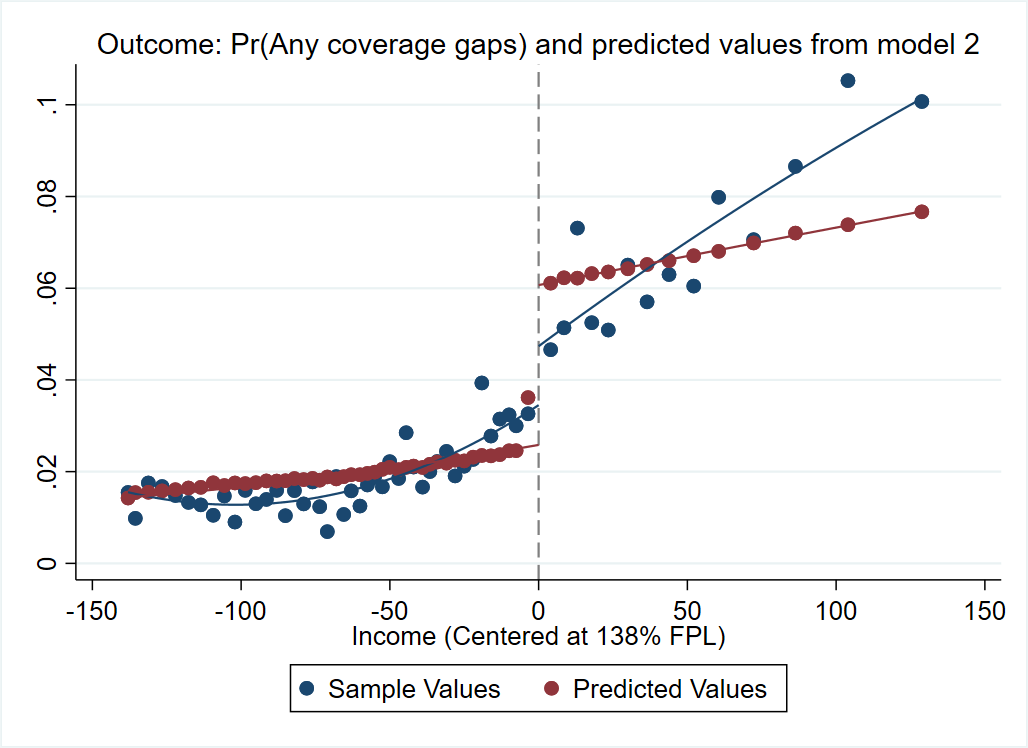 Outcome: Pr(Any coverage gaps) and predicted values from model 2
.1
.08
.06
.04
.02
0
-150 -100 -50 0 50 100 150
Income (Centered at 138% FPL)
Sample Values Predicted Values